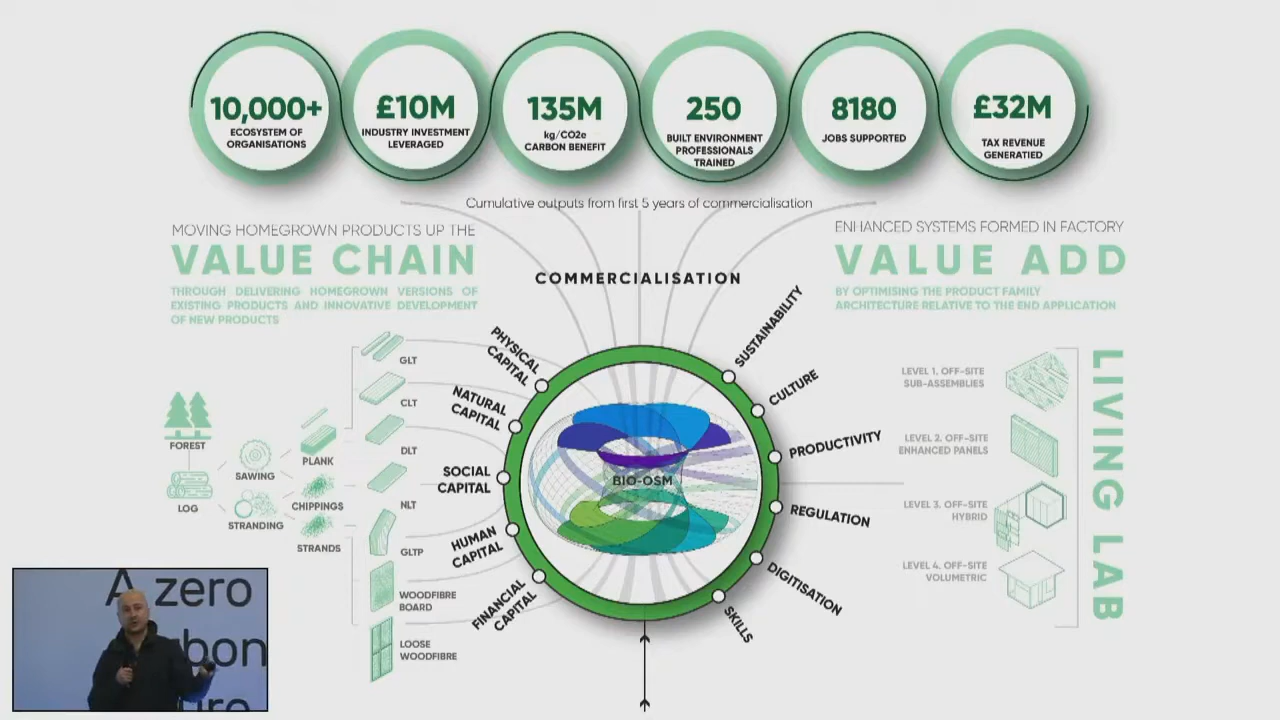 10,000+
ECOSYSTEM OF
ORGANISATIONS
£10M
INDUSTRY INVESTMENT
LEVERAGED
135M
kg/CO2e
CARBON BENEFIT
250
BUILT ENVIRONMENT
PROFESSIONALS
TRAINED
8180
JOBS SUPPORTED
£32M
TAX REVENUE
GENERATIED
Cumulative outputs from first 5 years of commercialisation
MOVING HOMEGROWN PRODUCTS UP THE
VALUE CHAIN
THROUGH DELIVERING HOMEGROWN VERSIONS OF
EXISTING PRODUCTS AND INNOVATIVE DEVELOPMENT
OF NEW PRODUCTS
ENHANCED SYSTEMS FORMED IN FACTORY
VALUE ADD
BY OPTIMISING THE PRODUCT FAMILY
ARCHITECTURE RELATIVE TO THE END APPLICATION
COMMERCIALISATION
FOREST
LOG
SAWING
STRANDING
PLANK
CHIPPINGS
STRANDS
GLT
CLT
DLT
NLT
GLTP
WOODFIBRE
BOARD
LOOSE
WOODFIBRE
PHYSICAL
CAPITAL
NATURAL
CAPITAL
SOCIAL
CAPITAL
HUMAN
CAPITAL
FINANCIAL
CAPITAL
BIO-OSM
SUSTAINABILITY
CULTURE
PRODUCTIVITY
REGULATION
DIGITISATION
SKILLS
LEVEL 1. OFF-SITE
SUB-ASSEMBLIES
LEVEL 2. OFF-SITE
ENHANCED PANELS
LEVEL 3. OFF-SITE
HYBRID
LEVEL 4. OFF-SITE
VOLUMETRIC
LIVING LAB
A zero